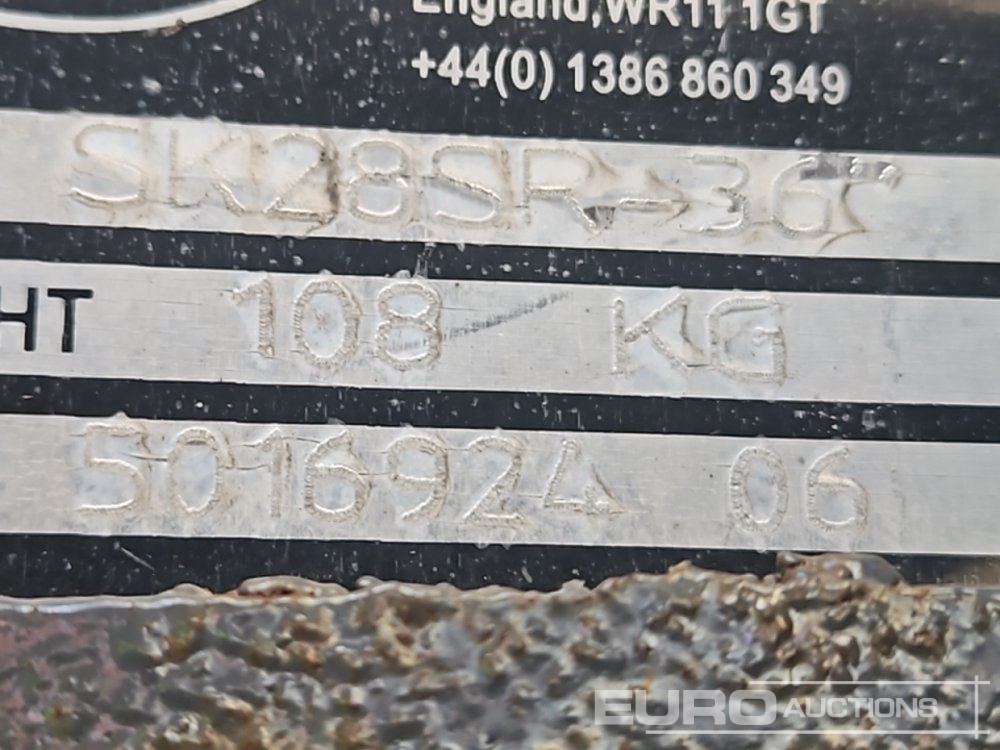 England, WR11 1GT
+44(0) 1386 860 349
SK28SR-36"
HT 108 KG
5016924 06
EURO AUCTIONS